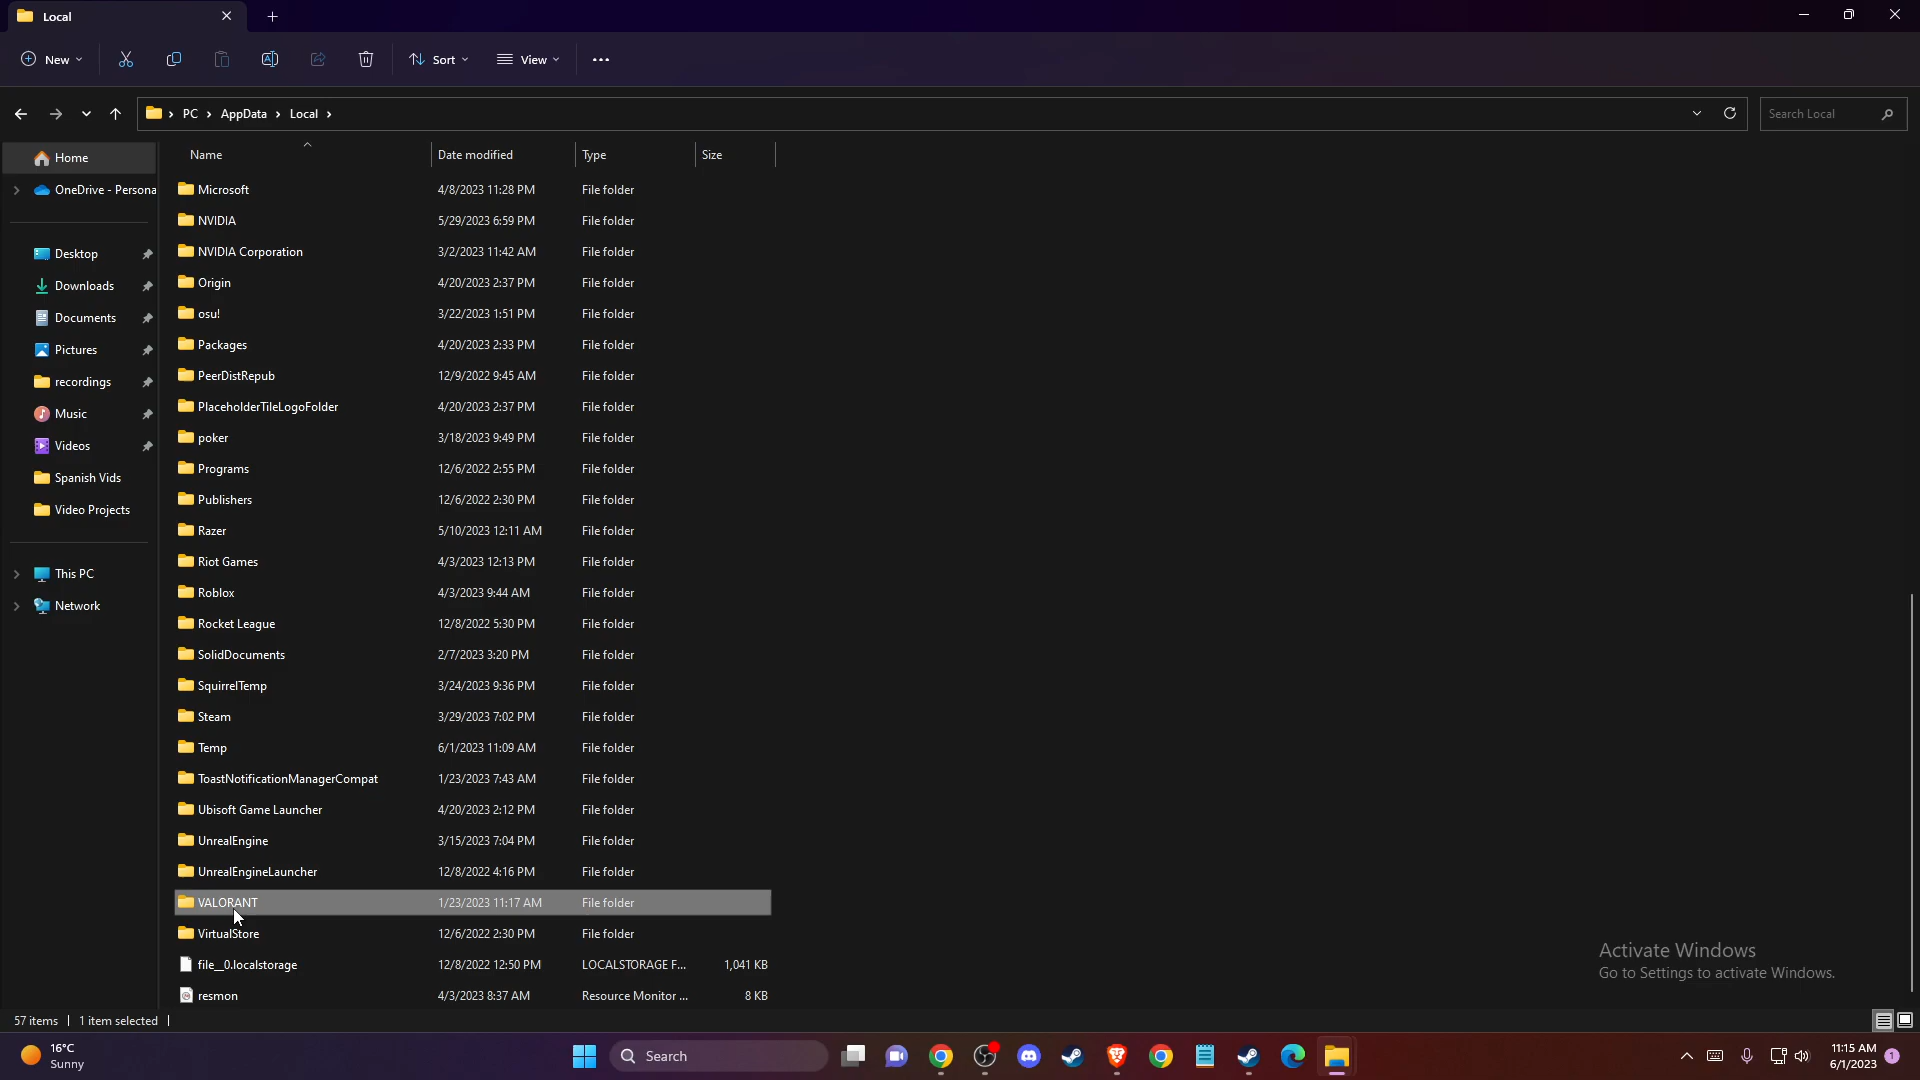 Local
New
Sort
View
PC > AppData > Local >
Search Local
Name Date modified Type Size
Home
OneDrive - Persona
Desktop
Downloads
Documents
Pictures
recordings
Music
Videos
Spanish Vids
Video Projects
This PC
Network
Microsoft 4/8/2023 11:28 PM File folder
NVIDIA 5/29/2023 6:59 PM File folder
NVIDIA Corporation 3/2/2023 11:42 AM File folder
Origin 4/20/2023 2:37 PM File folder
osu! 3/22/2023 1:51 PM File folder
Packages 4/20/2023 2:33 PM File folder
PeerDistRepub 12/9/2022 9:45 AM File folder
PlaceholderTileLogoFolder 4/20/2023 2:37 PM File folder
poker 3/18/2023 9:49 PM File folder
Programs 12/6/2022 2:55 PM File folder
Publishers 12/6/2022 2:30 PM File folder
Razer 5/10/2023 12:11 AM File folder
Riot Games 4/3/2023 12:13 PM File folder
Roblox 4/3/2023 9:44 AM File folder
Rocket League 12/8/2022 5:30 PM File folder
SolidDocuments 2/7/2023 3:20 PM File folder
SquirrelTemp 3/24/2023 9:36 PM File folder
Steam 3/29/2023 7:02 PM File folder
Temp 6/1/2023 11:09 AM File folder
ToastNotificationManagerCompat 1/23/2023 7:43 AM File folder
Ubisoft Game Launcher 4/20/2023 2:12 PM File folder
UnrealEngine 3/15/2023 7:04 PM File folder
UnrealEngineLauncher 12/8/2022 4:16 PM File folder
VALORANT 1/23/2023 11:17 AM File folder
VirtualStore 12/6/2022 2:30 PM File folder
file__0.localstorage 12/8/2022 12:50 PM LOCALSTORAGE F... 1,041 KB
resmon 4/3/2023 8:37 AM Resource Monitor ... 8 KB
Activate Windows
Go to Settings to activate Windows.
57 items 1 item selected
16°C
Sunny
Search
11:15 AM
6/1/2023
1